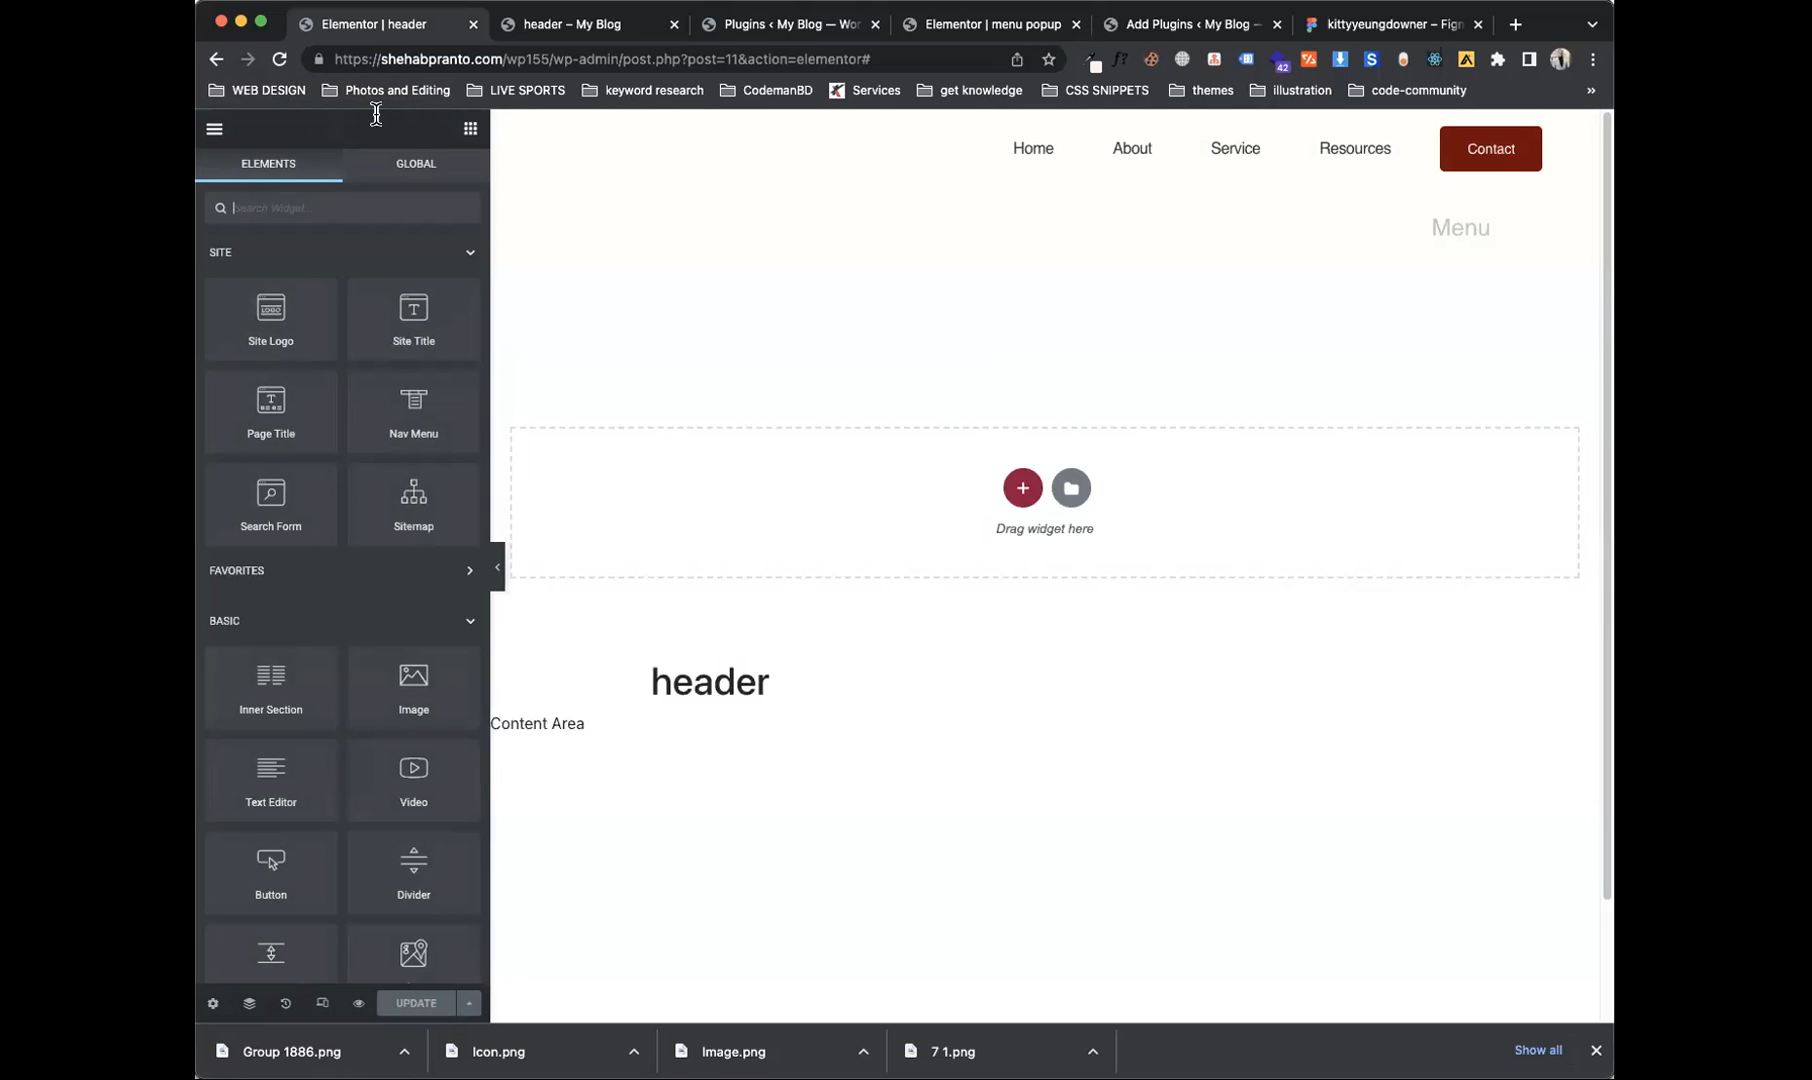 Elementor | header
header – My Blog
Plugins ‹ My Blog — Wor
Elementor | menu popup
Add Plugins ‹ My Blog —
kittyyeungdowner – Fign
https://shehabpranto.com/wp155/wp-admin/post.php?post=11&action=elementor#
f?
42
S
WEB DESIGN
Photos and Editing
LIVE SPORTS
keyword research
CodemanBD
Services
get knowledge
CSS SNIPPETS
themes
illustration
code-community
»
ELEMENTS
GLOBAL
Search Widget...
SITE
LOGO
Site Logo
Site Title
Page Title
Nav Menu
Search Form
Sitemap
FAVORITES
BASIC
Inner Section
Image
Text Editor
Video
Button
Divider
UPDATE
Home
About
Service
Resources
Contact
Menu
Drag widget here
header
Content Area
Group 1886.png
Icon.png
Image.png
7 1.png
Show all